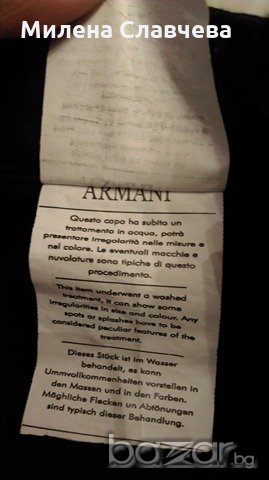 Милена Славчева
ARMANI
Questo capo ha subito un
trattamento in acqua, potrà
presentare irregolarità nelle misure e
nel colore. Le eventuali macchie e
nuvolature sano tipiche di questo
procedimento.
This item underwent a washed
treatment, it can show some
irregularities in size and colour. Any
spots or splashes have to be
considered peculiar features of the
treatment.
Dieses Stück ist im Wasser
behandelt, es kann
Ummvollkommenheiten vorstellen in
den Massen und in den Farben.
Mäghliche Flecken un Abtönungen
sind typisch dieser Behandlung.
bazar.bg